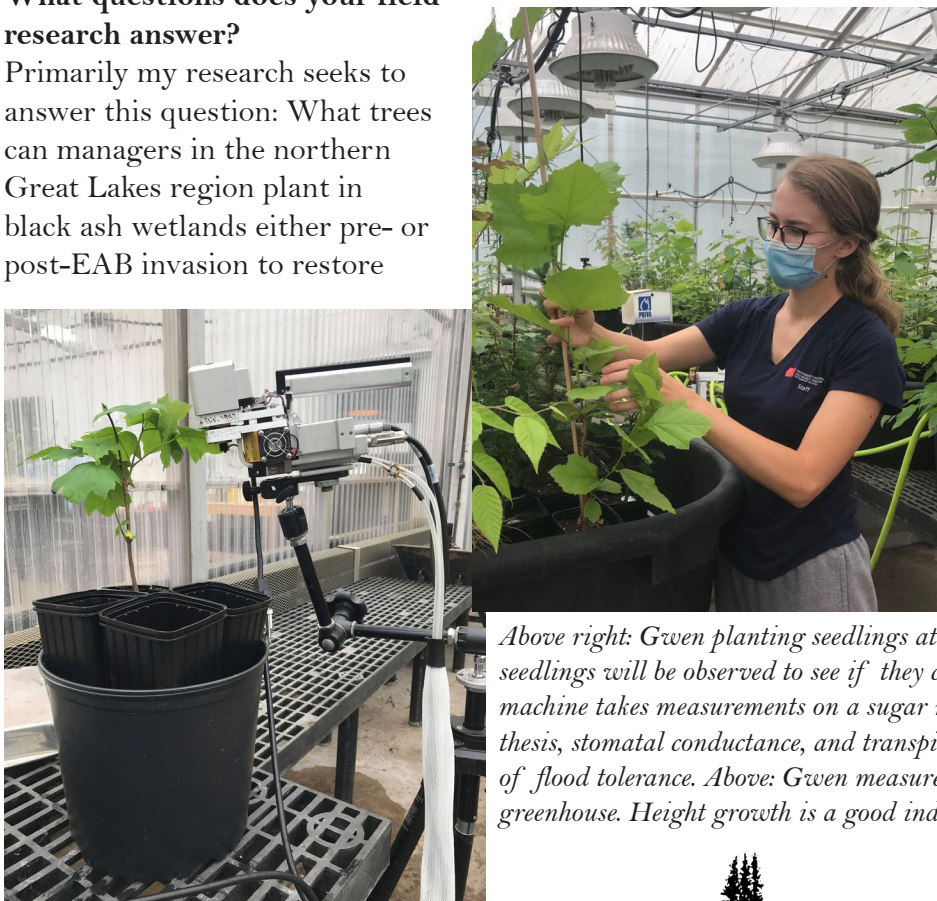 What questions does your field
research answer?
Primarily my research seeks to
answer this question: What trees
can managers in the northern
Great Lakes region plant in
black ash wetlands either pre- or
post-EAB invasion to restore
PRIVA
Staff
Above right: Gwen planting seedlings at
seedlings will be observed to see if they
machine takes measurements on a sugar
thesis, stomatal conductance, and
of flood tolerance. Above: Gwen
greenhouse. Height growth is a good